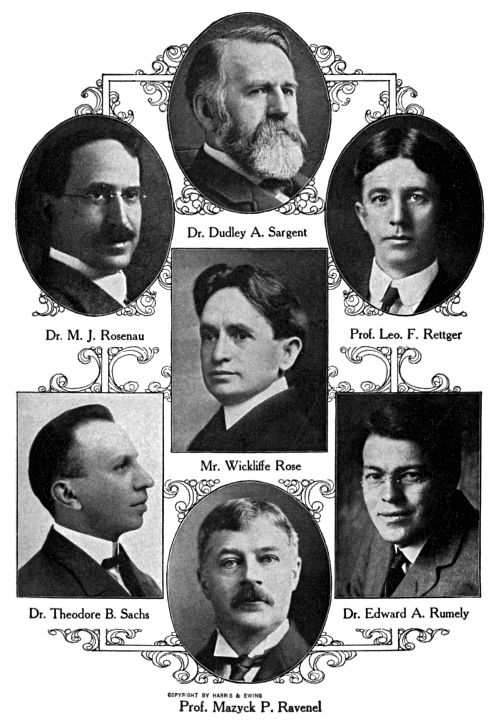 Dr. Dudley A. Sargent
Dr. M. J. Rosenau
Prof. Leo. F. Rettger
Mr. Wickliffe Rose
Dr. Theodore B. Sachs
Dr. Edward A. Rumely
COPYRIGHT BY HARRIS & EWING
Prof. Mazyck P. Ravenel